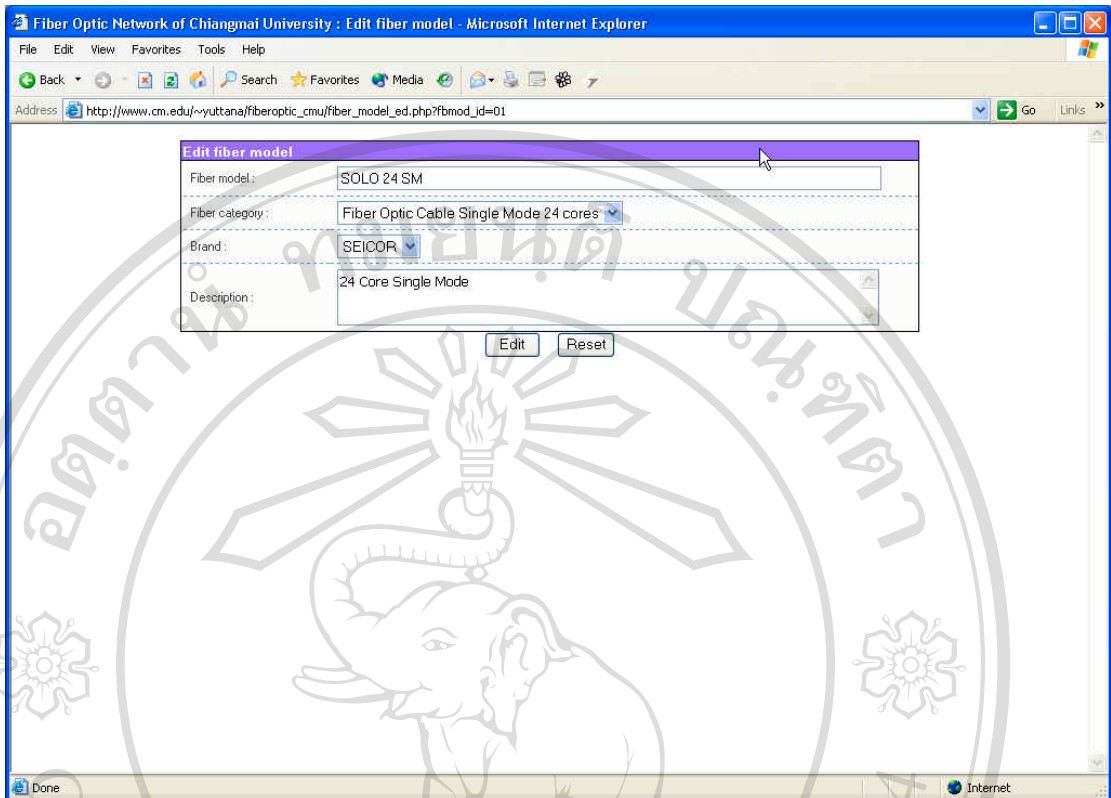 Fiber Optic Network of Chiangmai University : Edit fiber model - Microsoft Internet Explorer
File Edit View Favorites Tools Help
Back Search Favorites Media
Address http://www.cm.edu/~yuttana/fiberoptic_cmu/fiber_model_ed.php?fbmod_id=01 Go Links »
Edit fiber model
Fiber model : SOLO 24 SM
Fiber category : Fiber Optic Cable Single Mode 24 cores
Brand : SEICOR
Description : 24 Core Single Mode
Edit Reset
Done Internet